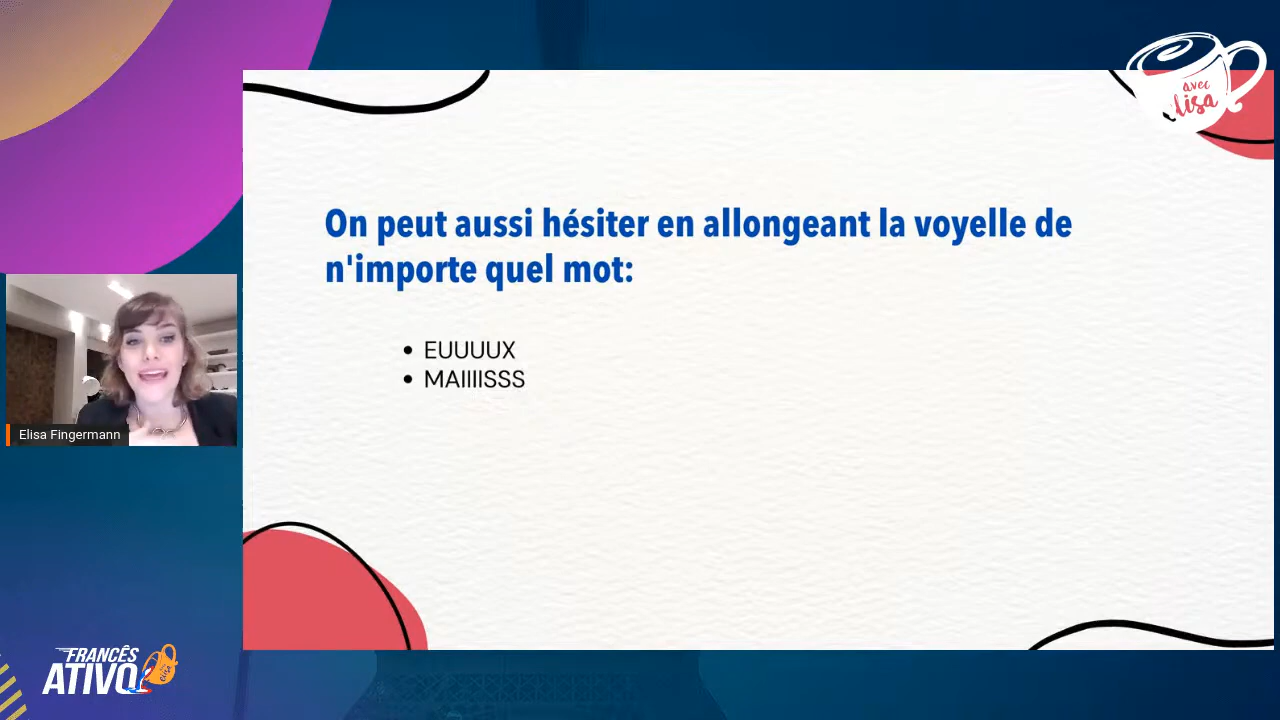 avec
elisa
On peut aussi hésiter en allongeant la voyelle de
n'importe quel mot:
• EUUUUX
• MAIIIISSS
Elisa Fingermann
FRANCÊS
ATIVO